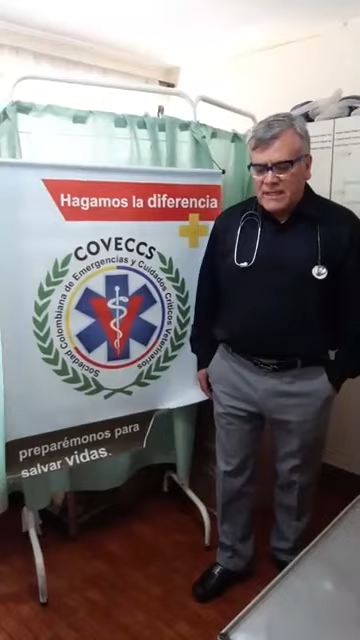 Hagamos la diferencia
COVECCS
Sociedad Colombiana de Emergencias y Cuidados Críticos Veterinarios
V
preparémonos para
salvar vidas.